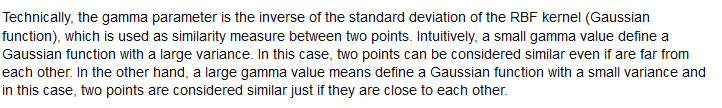 Technically, the gamma parameter is the inverse of the standard deviation of the RBF kernel (Gaussian
function), which is used as similarity measure between two points. Intuitively, a small gamma value define a
Gaussian function with a large variance. In this case, two points can be considered similar even if are far from
each other. In the other hand, a large gamma value means define a Gaussian function with a small variance and
in this case, two points are considered similar just if they are close to each other.